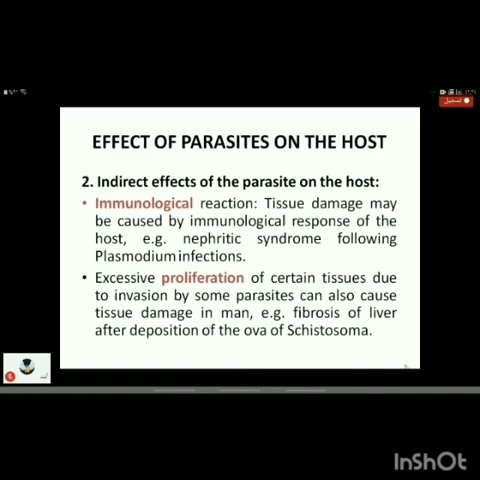 تسجيل
EFFECT OF PARASITES ON THE HOST
2. Indirect effects of the parasite on the host:
• Immunological reaction: Tissue damage may
be caused by immunological response of the
host, e.g. nephritic syndrome following
Plasmodium infections.
• Excessive proliferation of certain tissues due
to invasion by some parasites can also cause
tissue damage in man, e.g. fibrosis of liver
after deposition of the ova of Schistosoma.
InShOt